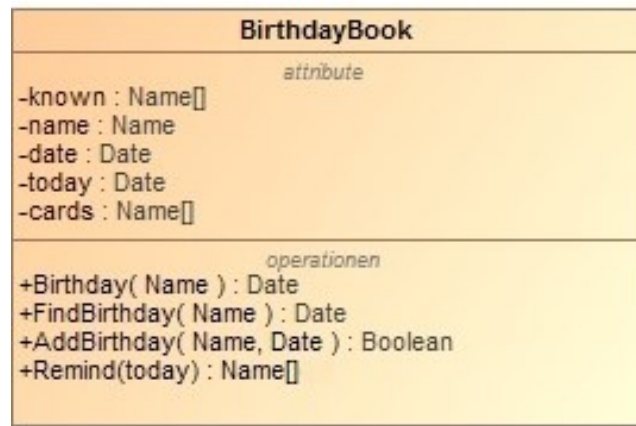 BirthdayBook
attribute
-known : Name[]
-name : Name
-date : Date
-today : Date
-cards : Name[]
operationen
+Birthday( Name ) : Date
+FindBirthday( Name ) : Date
+AddBirthday( Name, Date ) : Boolean
+Remind(today) : Name[]